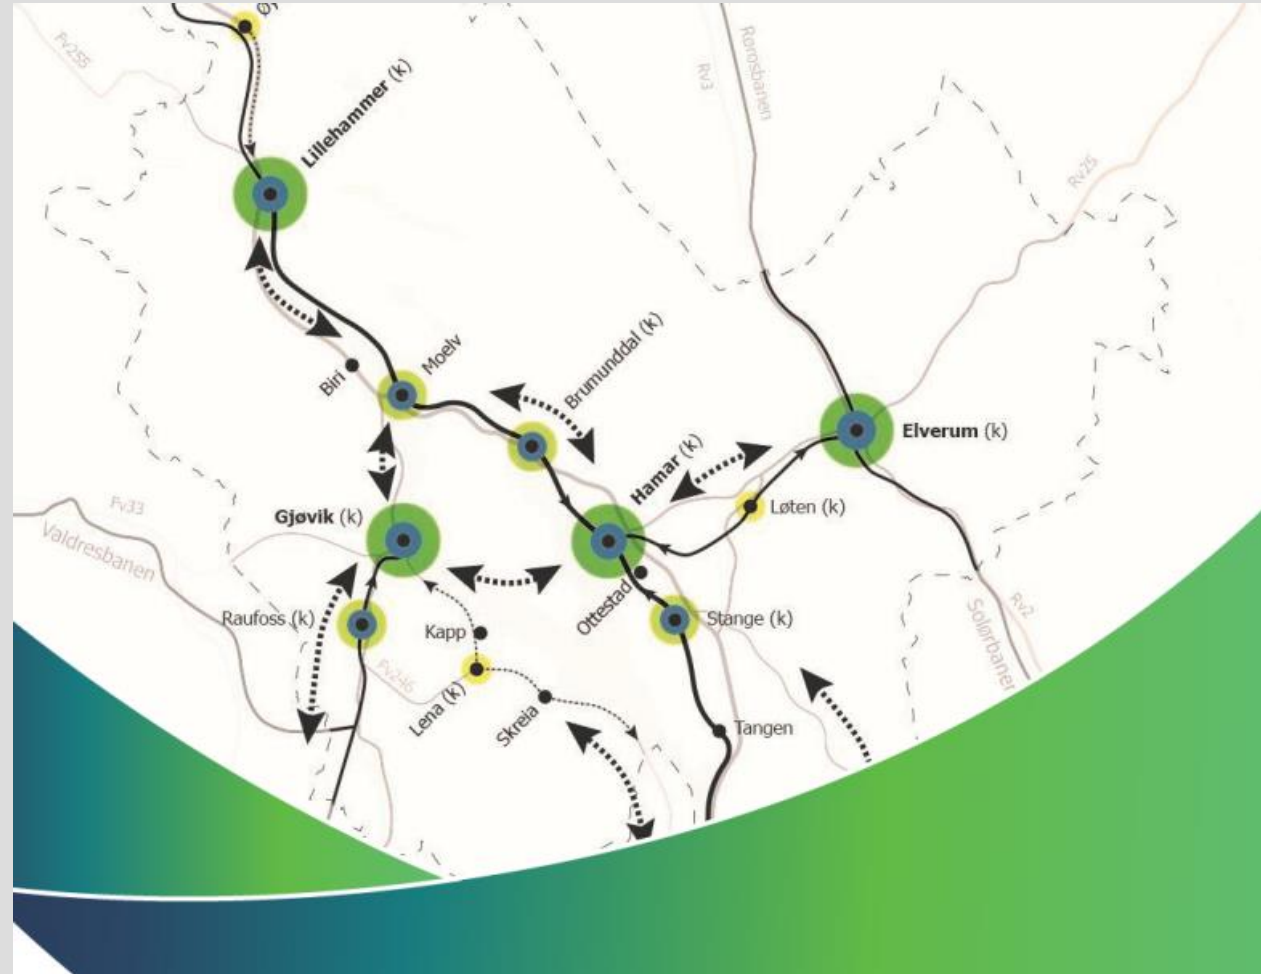 Fv255
Lillehammer (k)
Rv3
Rørosbanen
Rv25
Biri
Moelv
Brumunddal (k)
Hamar (k)
Elverum (k)
Løten (k)
Gjøvik (k)
Fv33
Valdresbanen
Raufoss (k)
Kapp
Ottestad
Stange (k)
Rv2
Solørbanen
Fv246
Lena (k)
Skreia
Tangen